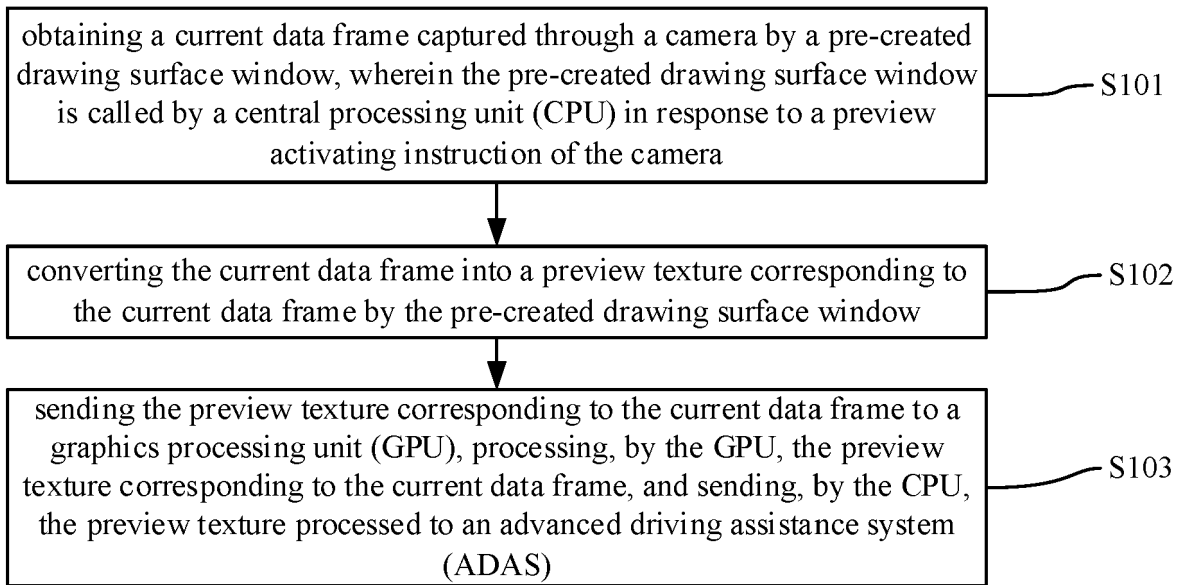 obtaining a current data frame captured through a camera by a pre-created
drawing surface window, wherein the pre-created drawing surface window
is called by a central processing unit (CPU) in response to a preview
activating instruction of the camera
S101
converting the current data frame into a preview texture corresponding to
the current data frame by the pre-created drawing surface window
S102
sending the preview texture corresponding to the current data frame to a
graphics processing unit (GPU), processing, by the GPU, the preview
texture corresponding to the current data frame, and sending, by the CPU,
the preview texture processed to an advanced driving assistance system
(ADAS)
S103